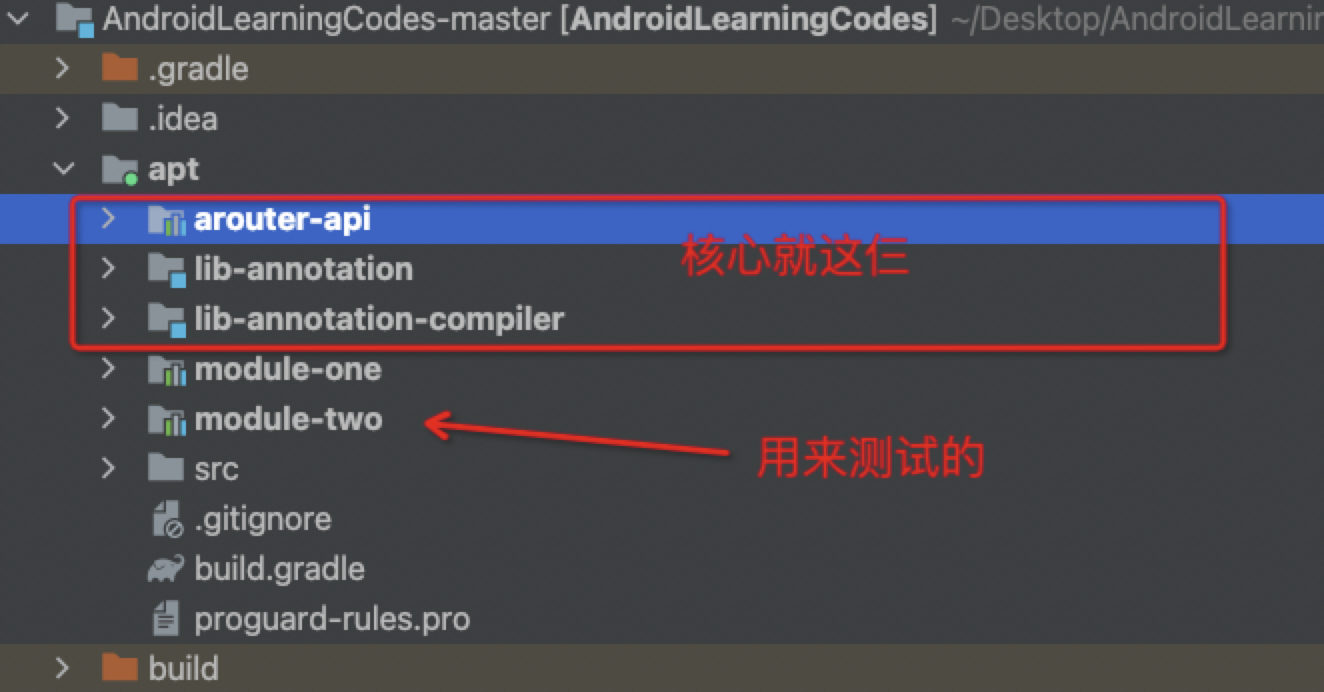 AndroidLearningCodes-master [AndroidLearningCodes] ~/Desktop/AndroidLearnin
.gradle
.idea
apt
arouter-api
核心就这仨
lib-annotation
lib-annotation-compiler
module-one
module-two
用来测试的
src
.gitignore
build.gradle
proguard-rules.pro
build